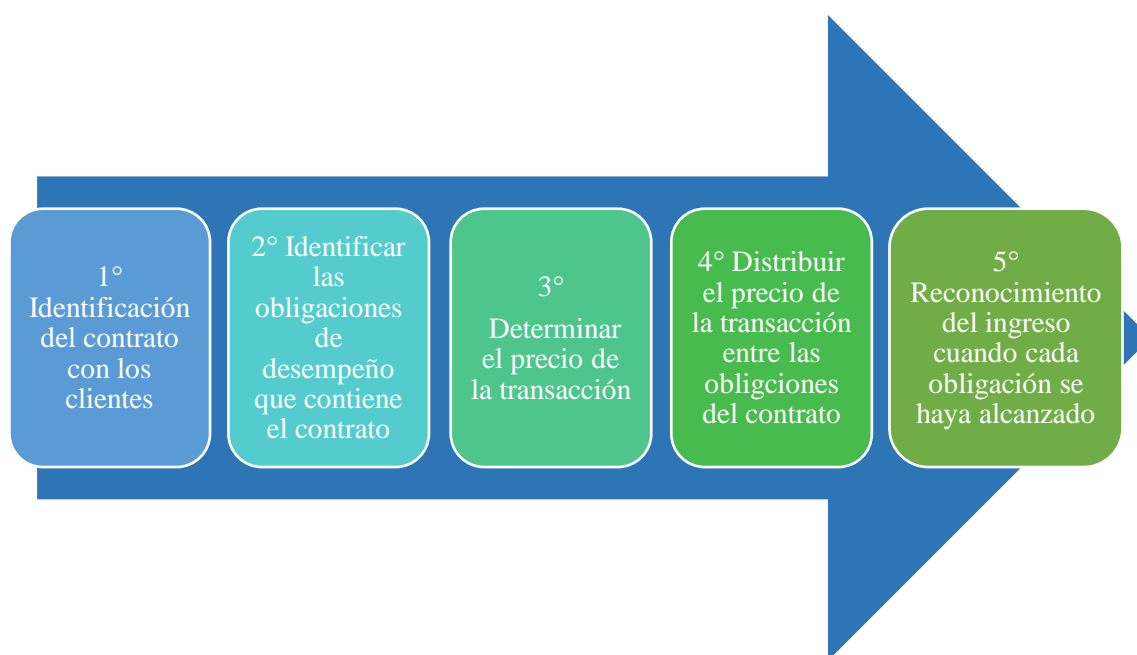 1°
Identificación
del contrato
con los
clientes
2° Identificar
las
obligaciones
de
desempeño
que contiene
el contrato
3°
Determinar
el precio de
la transacción
4° Distribuir
el precio de
la transacción
entre las
obligciones
del contrato
5°
Reconocimiento
del ingreso
cuando cada
obligación se
haya alcanzado